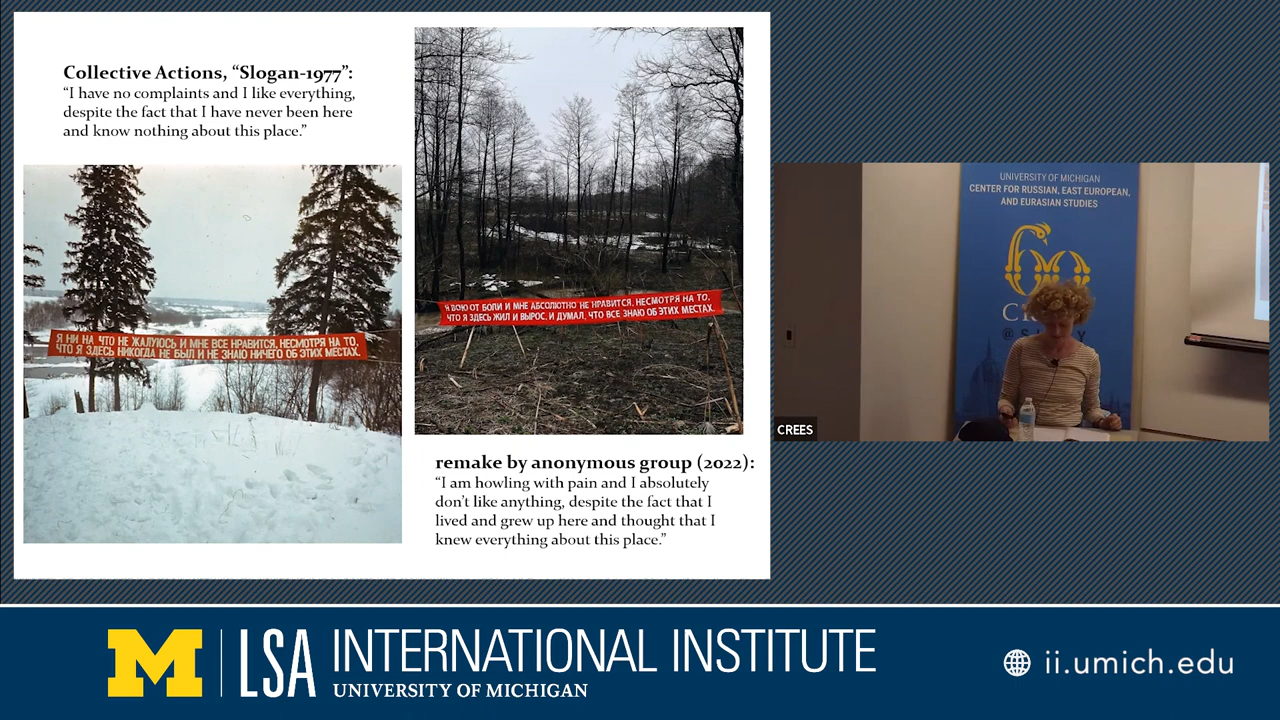 Collective Actions, “Slogan-1977”:
“I have no complaints and I like everything,
despite the fact that I have never been here
and know nothing about this place.”
Я НИ НА ЧТО НЕ ЖАЛУЮСЬ И МНЕ ВСЕ НРАВИТСЯ, НЕСМОТРЯ НА ТО,
ЧТО Я ЗДЕСЬ НИКОГДА НЕ БЫЛ И НЕ ЗНАЮ НИЧЕГО ОБ ЭТИХ МЕСТАХ.
Я ВОЮ ОТ БОЛИ И МНЕ АБСОЛЮТНО НЕ НРАВИТСЯ, НЕСМОТРЯ НА ТО,
ЧТО Я ЗДЕСЬ ЖИЛ И ВЫРОС, И ДУМАЛ, ЧТО ВСЕ ЗНАЮ ОБ ЭТИХ МЕСТАХ.
remake by anonymous group (2022):
“I am howling with pain and I absolutely
don’t like anything, despite the fact that I
lived and grew up here and thought that I
knew everything about this place.”
UNIVERSITY OF MICHIGAN
CENTER FOR RUSSIAN, EAST EUROPEAN,
AND EURASIAN STUDIES
60
CREES
M
LSA
INTERNATIONAL INSTITUTE
UNIVERSITY OF MICHIGAN
ii.umich.edu